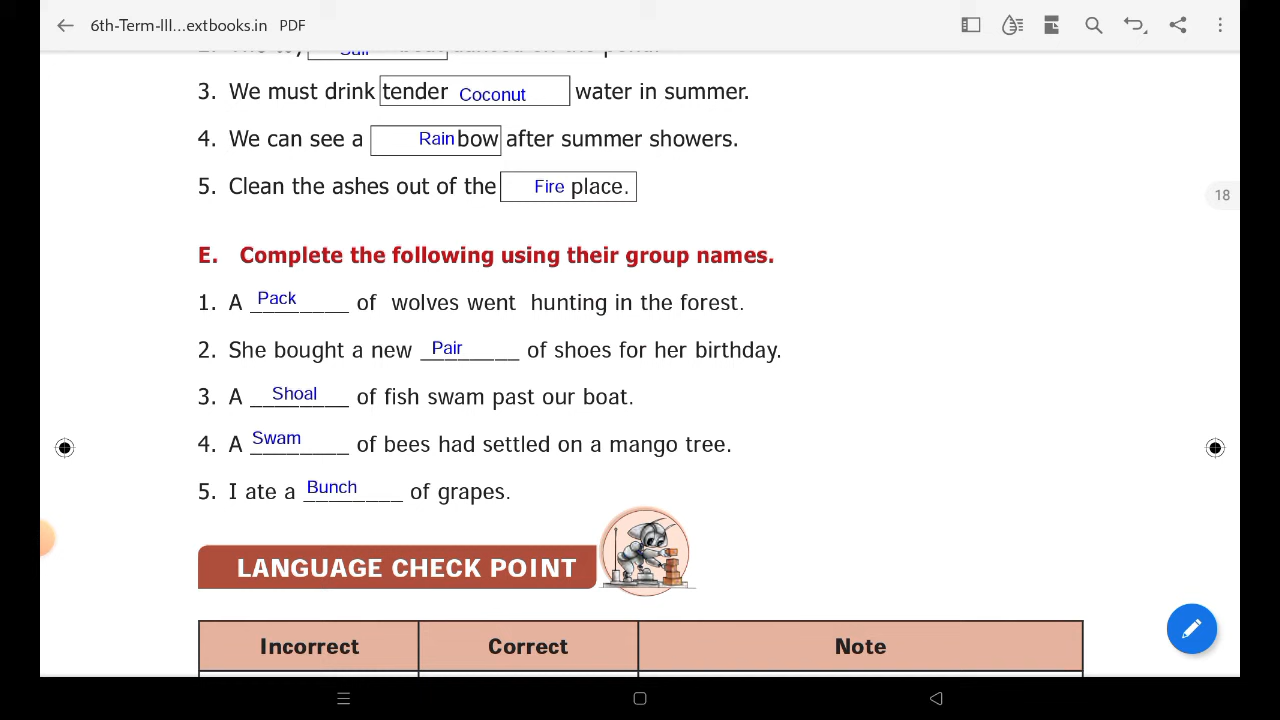 6th-Term-III...extbooks.in PDF
3. We must drink tender Coconut water in summer.
4. We can see a Rain bow after summer showers.
18
5. Clean the ashes out of the Fire place.
E. Complete the following using their group names.
1. A Pack of wolves went hunting in the forest.
2. She bought a new Pair of shoes for her birthday.
3. A Shoal of fish swam past our boat.
4. A Swam of bees had settled on a mango tree.
5. I ate a Bunch of grapes.
LANGUAGE CHECK POINT
Incorrect Correct Note